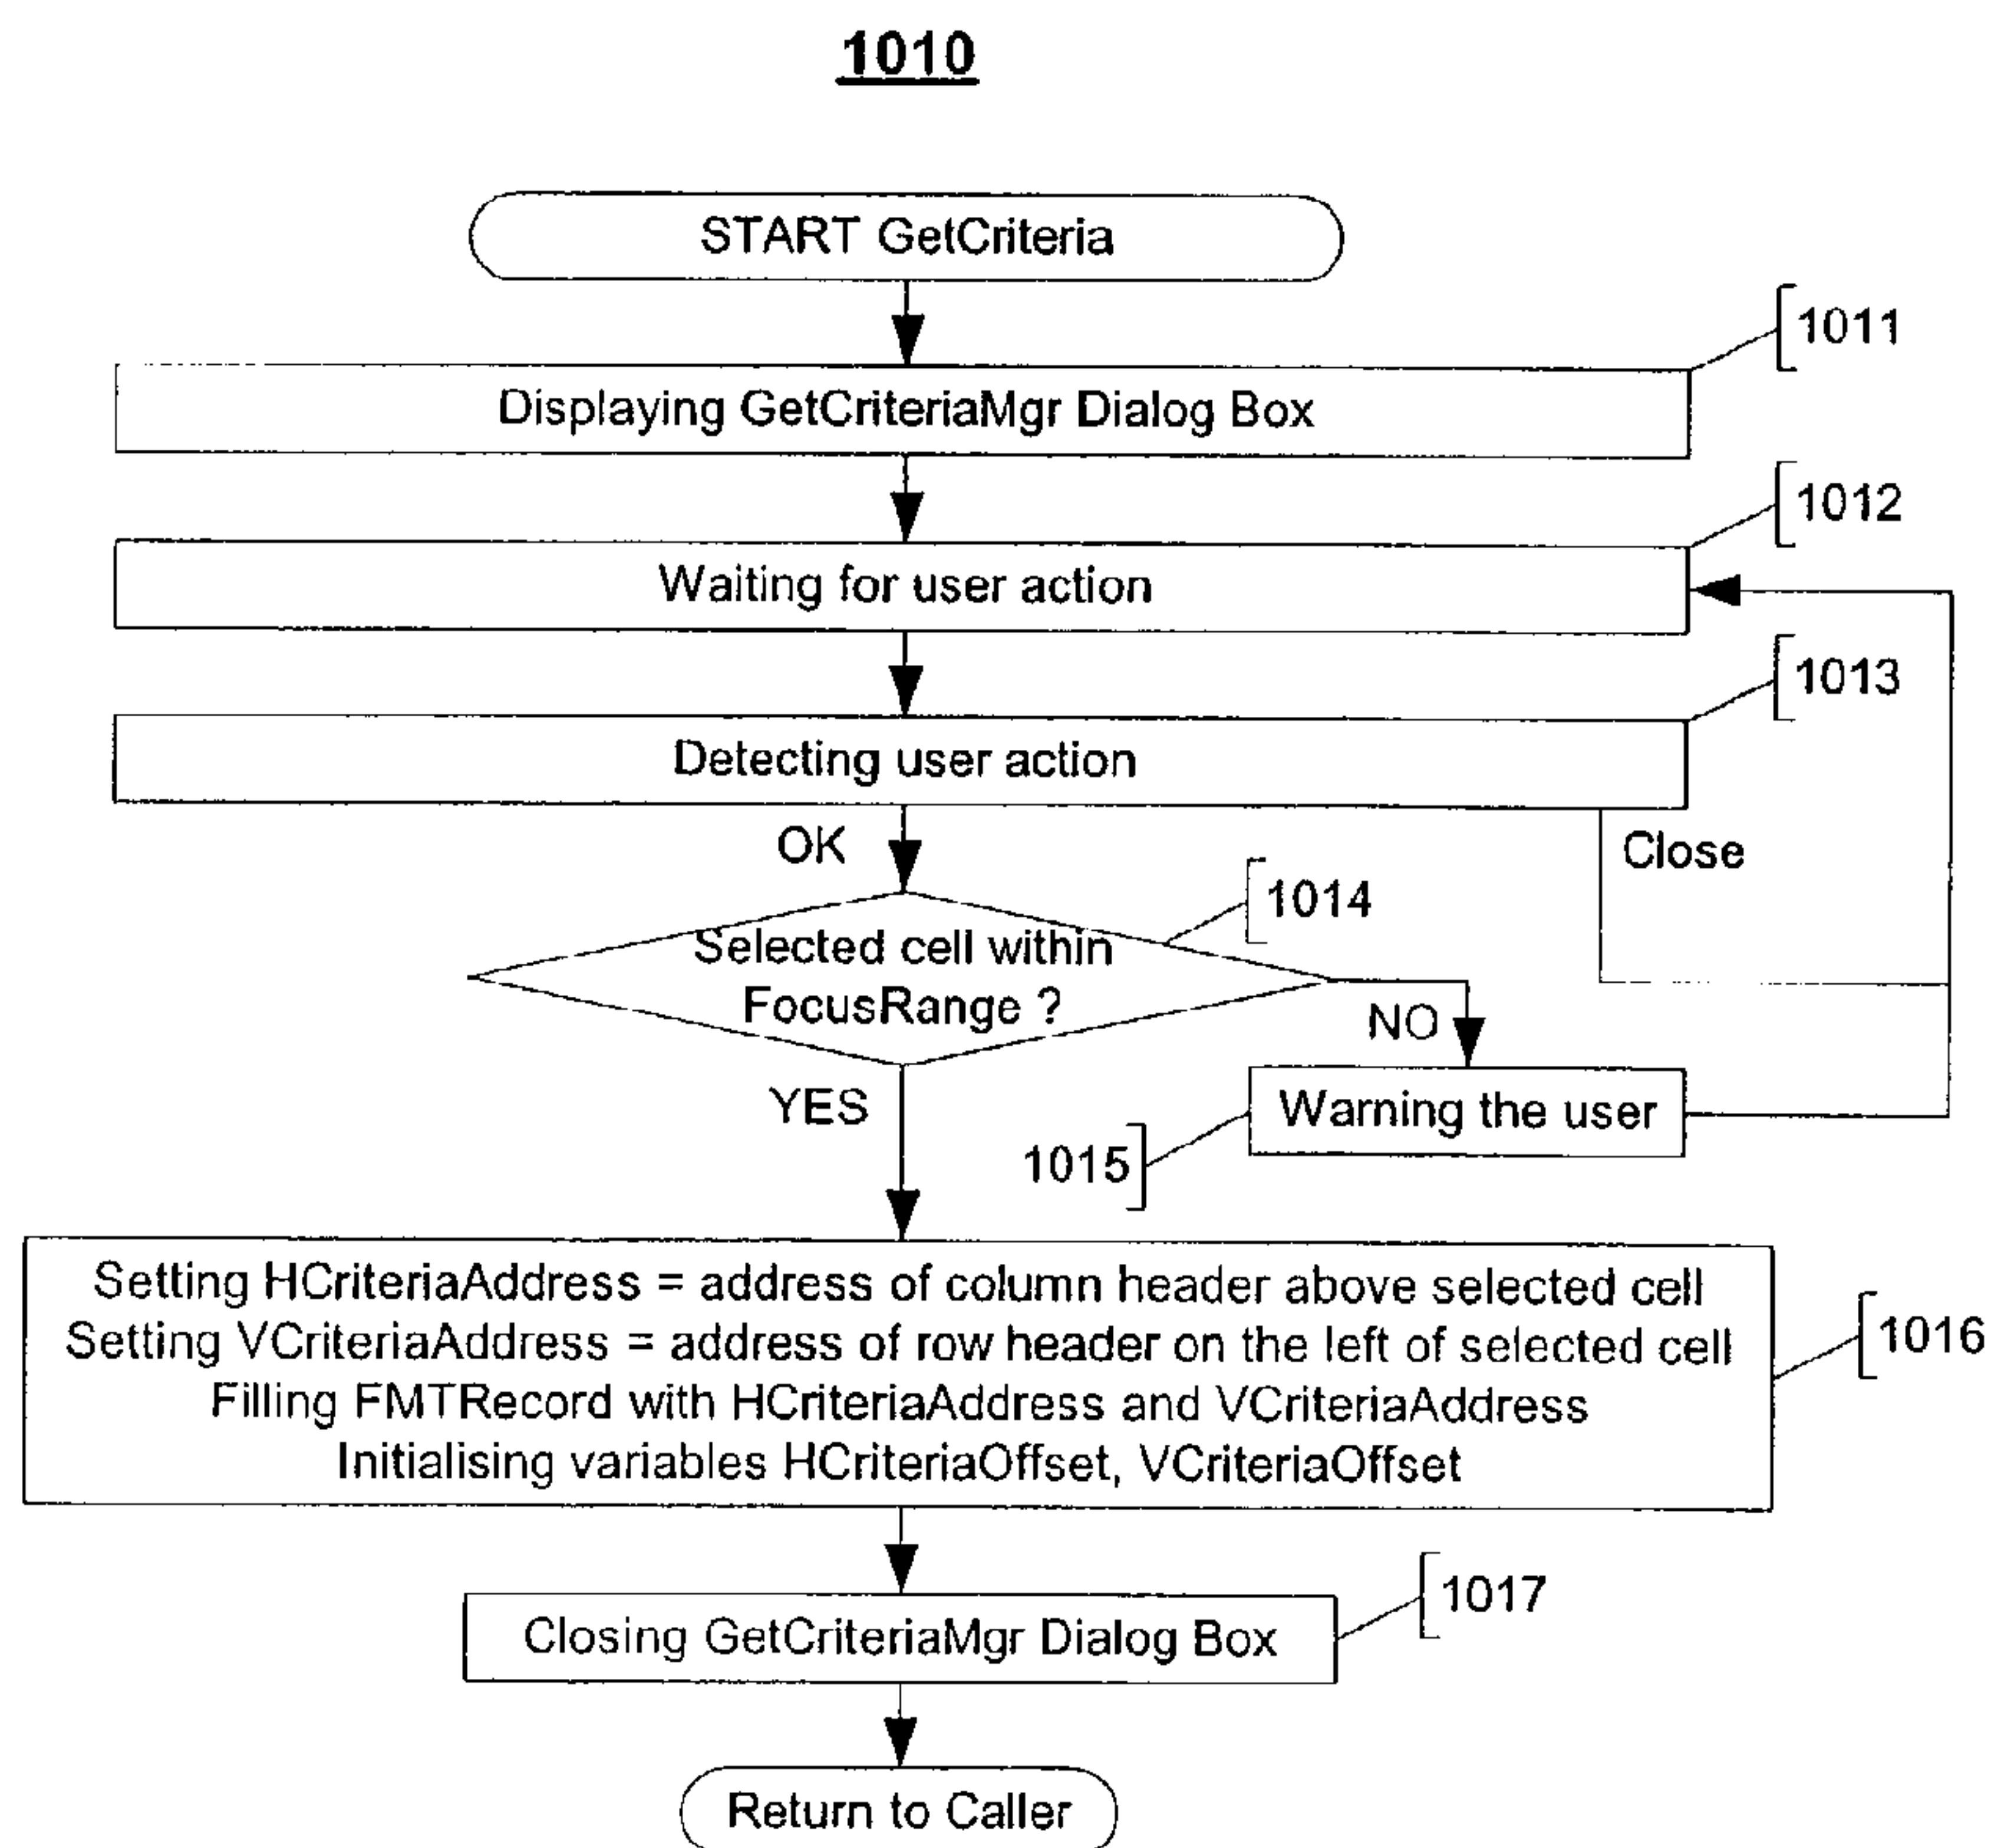 1010
START GetCriteria
1011
Displaying GetCriteriaMgr Dialog Box
1012
Waiting for user action
1013
Detecting user action
OK
Close
1014
Selected cell within
FocusRange ?
NO
YES
Warning the user
1015
Setting HCriteriaAddress = address of column header above selected cell
Setting VCriteriaAddress = address of row header on the left of selected cell
Filling FMTRecord with HCriteriaAddress and VCriteriaAddress
Initialising variables HCriteriaOffset, VCriteriaOffset
1016
1017
Closing GetCriteriaMgr Dialog Box
Return to Caller